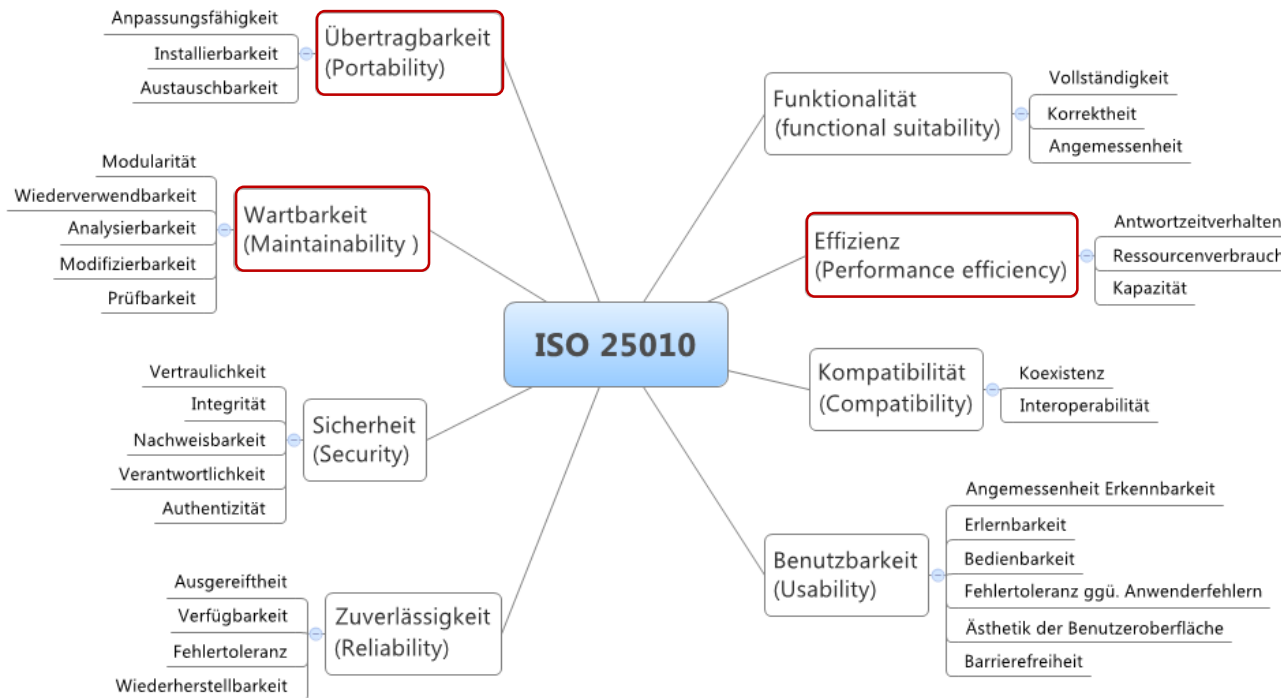 Anpassungsfähigkeit
Installierbarkeit
Austauschbarkeit
Übertragbarkeit
(Portability)
Modularität
Wiederverwendbarkeit
Analysierbarkeit
Modifizierbarkeit
Prüfbarkeit
Wartbarkeit
(Maintainability )
Vertraulichkeit
Integrität
Nachweisbarkeit
Verantwortlichkeit
Authentizität
Sicherheit
(Security)
Ausgereiftheit
Verfügbarkeit
Fehlertoleranz
Wiederherstellbarkeit
Zuverlässigkeit
(Reliability)
ISO 25010
Funktionalität
(functional suitability)
Vollständigkeit
Korrektheit
Angemessenheit
Effizienz
(Performance efficiency)
Antwortzeitverhalten
Ressourcenverbrauch
Kapazität
Kompatibilität
(Compatibility)
Koexistenz
Interoperabilität
Benutzbarkeit
(Usability)
Angemessenheit Erkennbarkeit
Erlernbarkeit
Bedienbarkeit
Fehlertoleranz ggü. Anwenderfehlern
Ästhetik der Benutzeroberfläche
Barrierefreiheit